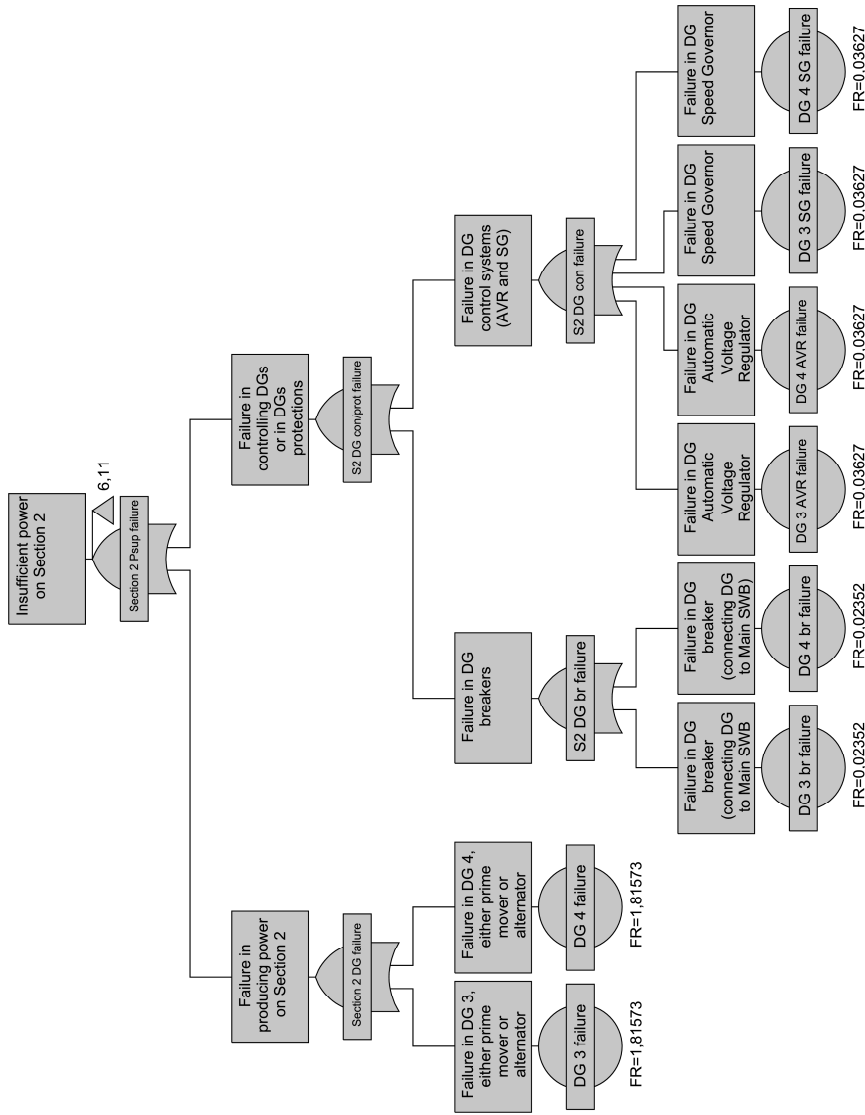 Insufficient power
on Section 2
6,11
Section 2 Psup failure
Failure in
producing power
on Section 2
Section 2 DG failure
Failure in
controlling DGs
or in DGs
protections
S2 DG con/prot failure
Failure in DG 3,
either prime
mover or
alternator
DG 3 failure
FR=1,81573
Failure in DG 4,
either prime
mover or
alternator
DG 4 failure
FR=1,81573
Failure in DG
breakers
S2 DG br failure
Failure in DG
control systems
(AVR and SG)
S2 DG con failure
Failure in DG
breaker
(connecting DG
to Main SWB
DG 3 br failure
FR=0,02352
Failure in DG
breaker
(connecting DG
to Main SWB)
DG 4 br failure
FR=0,02352
Failure in DG
Automatic
Voltage
Regulator
DG 3 AVR failure
FR=0,03627
Failure in DG
Automatic
Voltage
Regulator
DG 4 AVR failure
FR=0,03627
Failure in DG
Speed Governor
DG 3 SG failure
FR=0,03627
Failure in DG
Speed Governor
DG 4 SG failure
FR=0,03627